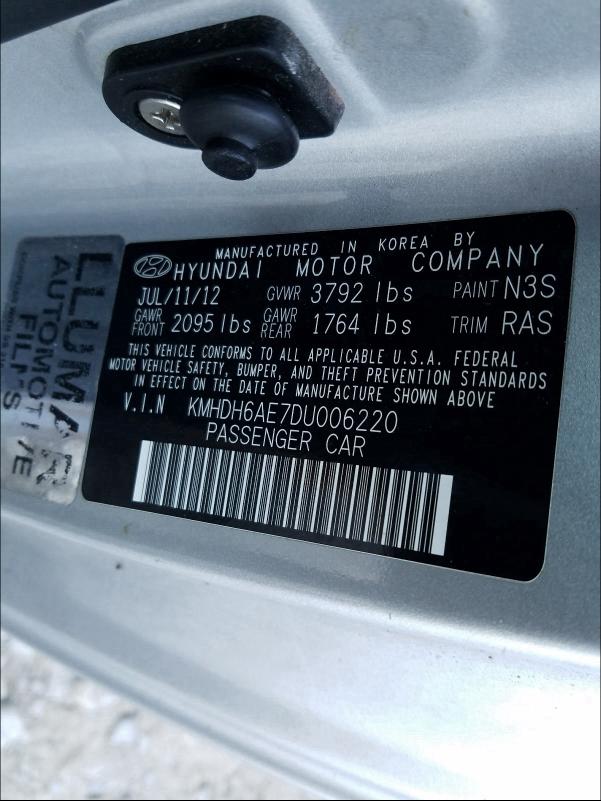 MANUFACTURED IN KOREA BY
HYUNDAI MOTOR COMPANY
JUL/11/12 GVWR 3792 lbs PAINT N3S
GAWR FRONT 2095 lbs GAWR REAR 1764 lbs TRIM RAS
THIS VEHICLE CONFORMS TO ALL APPLICABLE U.S.A. FEDERAL
MOTOR VEHICLE SAFETY, BUMPER, AND THEFT PREVENTION STANDARDS
IN EFFECT ON THE DATE OF MANUFACTURE SHOWN ABOVE
V.I.N KMHDH6AE7DU006220
PASSENGER CAR
LLUMAR
AUTOMOTIVE